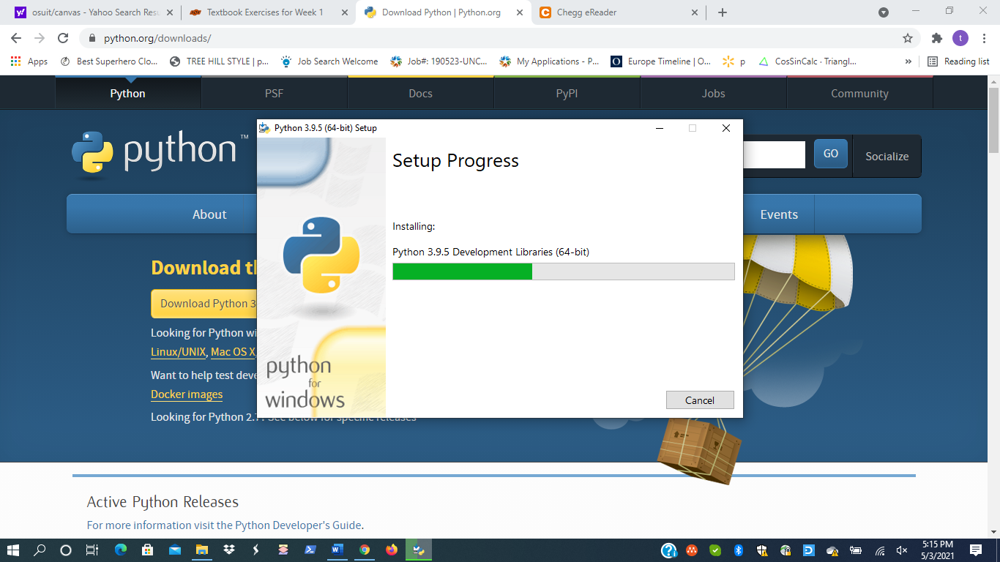 osuit/canvas - Yahoo Search Resu
Textbook Exercises for Week 1
Download Python | Python.org
Chegg eReader
python.org/downloads/
t
Apps
Best Superhero Clo...
TREE HILL STYLE | p...
Job Search Welcome
Job#: 190523-UNC...
My Applications - P...
Europe Timeline | O...
p
CosSinCalc · Triangl...
»
Reading list
Python
PSF
Docs
PyPI
Jobs
Community
python™
GO
Socialize
About
Events
Download th
Download Python 3
Looking for Python wi
Linux/UNIX, Mac OS X,
Want to help test deve
Docker images
Looking for Python 2.7? See below for specific releases
Python 3.9.5 (64-bit) Setup
Setup Progress
Installing:
Python 3.9.5 Development Libraries (64-bit)
python
for
windows
Cancel
Active Python Releases
For more information visit the Python Developer's Guide.
5:15 PM
5/3/2021